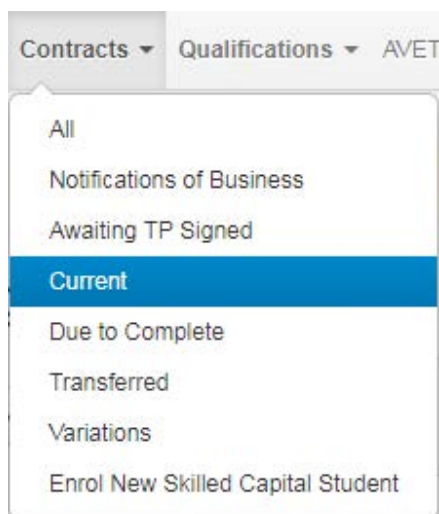 Contracts Qualifications AVET
All
Notifications of Business
Awaiting TP Signed
Current
Due to Complete
Transferred
Variations
Enrol New Skilled Capital Student